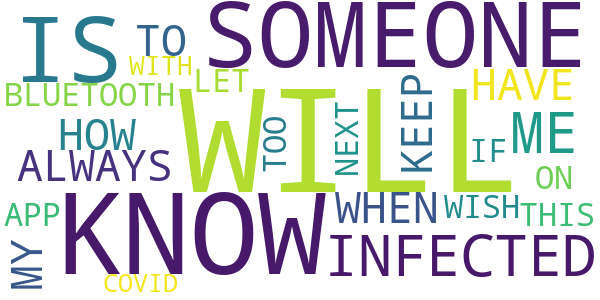 IS TO SOMEONE
WITH LET HAVE
BLUETOOTH WILL KEEP
HOW TOO NEXT IF ME
ALWAYS ON
APP KNOW WHEN WISH THIS
MY INFECTED
COVID